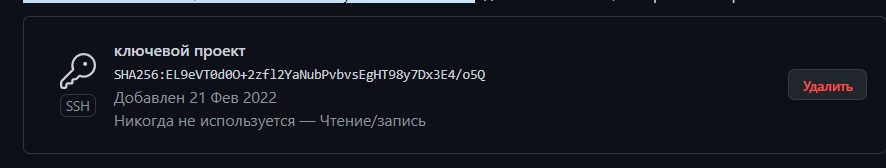 ключевой проект
SHA256:EL9eVT0d0O+2zfl2YaNubPvbvsEgHT98y7Dx3E4/o5Q
SSH
Добавлен 21 Фев 2022
Никогда не используется — Чтение/запись
Удалить